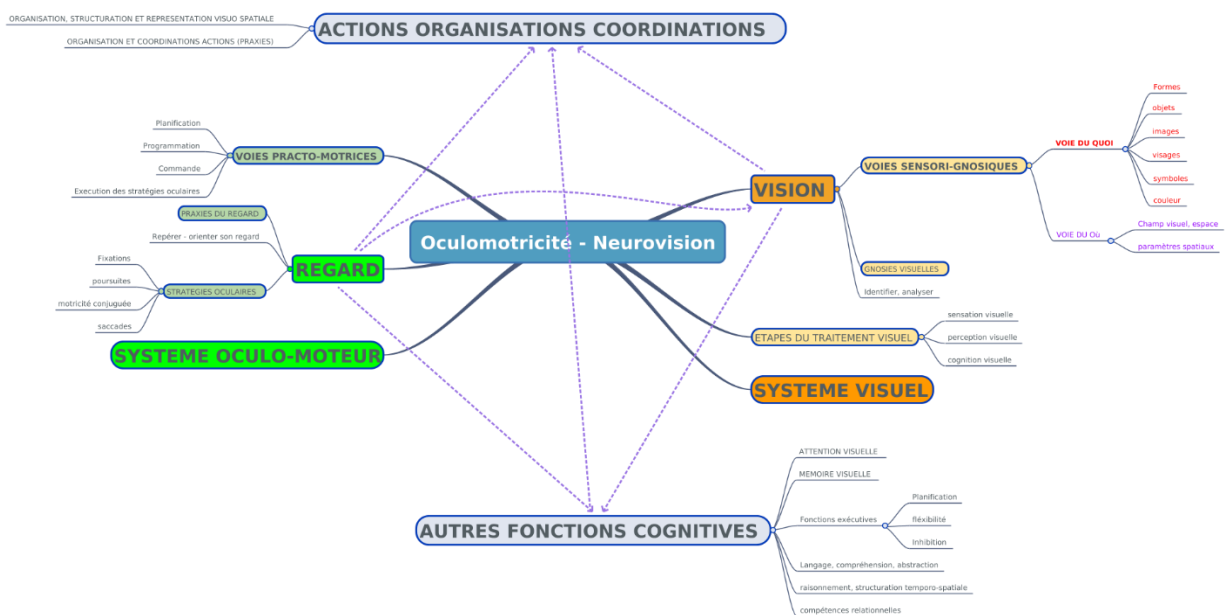 ORGANISATION, STRUCTURATION ET REPRESENTATION VISUO SPATIALE
ORGANISATION ET COORDINATIONS ACTIONS (PRAXIES)
ACTIONS ORGANISATIONS COORDINATIONS
Planification
Programmation
Commande
Execution des stratégies oculaires
VOIES PRACTO-MOTRICES
PRAXIES DU REGARD
Repérer - orienter son regard
Fixations
poursuites
motricité conjuguée
saccades
STRATEGIES OCULAIRES
REGARD
SYSTEME OCULO-MOTEUR
Oculomotricité - Neurovision
VISION
VOIES SENSORI-GNOSIQUES
VOIE DU QUOI
Formes
objets
images
visages
symboles
couleur
VOIE DU Où
Champ visuel, espace
paramètres spatiaux
GNOSIES VISUELLES
Identifier, analyser
ETAPES DU TRAITEMENT VISUEL
sensation visuelle
perception visuelle
cognition visuelle
SYSTEME VISUEL
AUTRES FONCTIONS COGNITIVES
ATTENTION VISUELLE
MEMOIRE VISUELLE
Fonctions exécutives
Planification
fléxibilité
Inhibition
Langage, compréhension, abstraction
raisonnement, structuration temporo-spatiale
compétences relationnelles